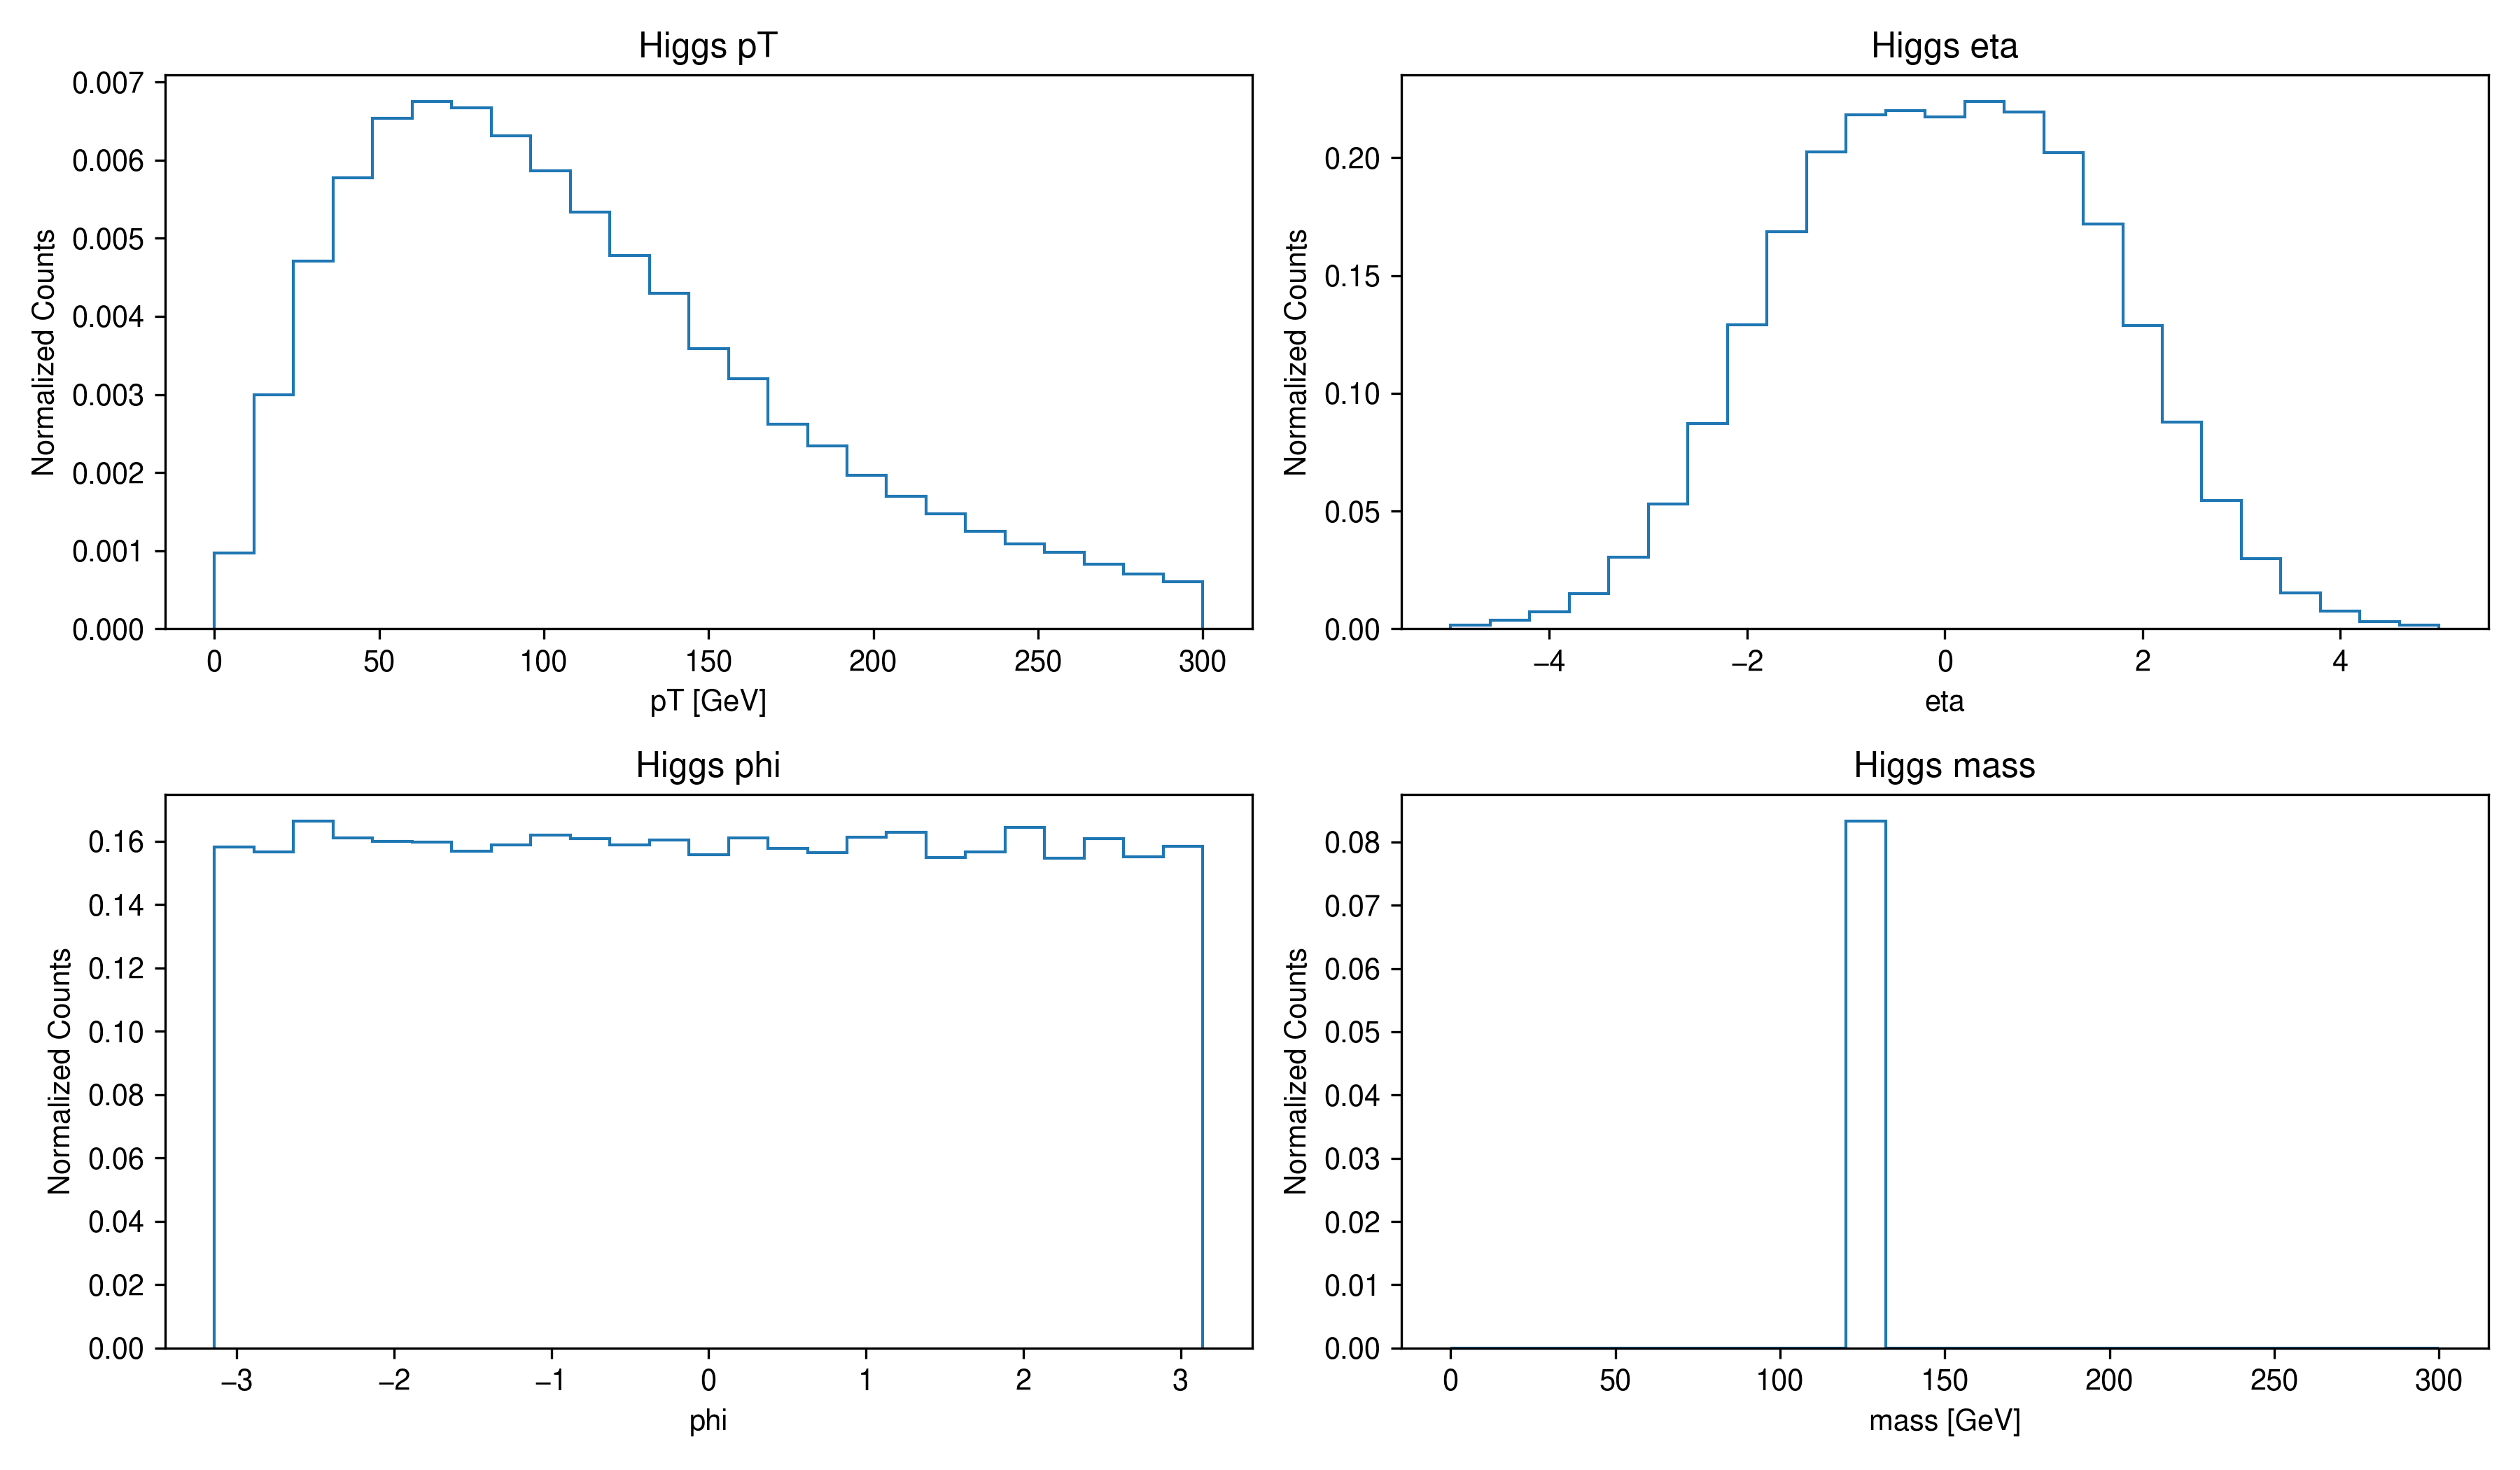 Higgs pT
0.007
0.006
0.005
0.004
0.003
0.002
0.001
0.000
Normalized Counts
0 50 100 150 200 250 300
pT [GeV]
Higgs eta
0.20
0.15
0.10
0.05
0.00
Normalized Counts
−4 −2 0 2 4
eta
Higgs phi
0.16
0.14
0.12
0.10
0.08
0.06
0.04
0.02
0.00
Normalized Counts
−3 −2 −1 0 1 2 3
phi
Higgs mass
0.08
0.07
0.06
0.05
0.04
0.03
0.02
0.01
0.00
Normalized Counts
0 50 100 150 200 250 300
mass [GeV]